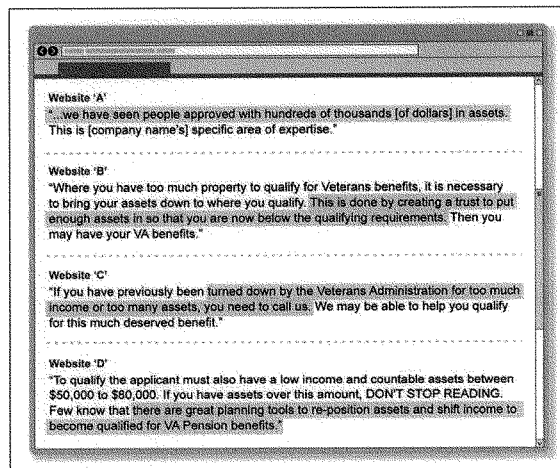 Website 'A'
"...we have seen people approved with hundreds of thousands [of dollars] in assets.
This is [company name's] specific area of expertise."
Website 'B'
"Where you have too much property to qualify for Veterans benefits, it is necessary
to bring your assets down to where you qualify. This is done by creating a trust to put
enough assets in so that you are now below the qualifying requirements. Then you
may have your VA benefits."
Website 'C'
"If you have previously been turned down by the Veterans Administration for too much
income or too many assets, you need to call us. We may be able to help you qualify
for this much deserved benefit."
Website 'D'
"To qualify the applicant must also have a low income and countable assets between
$50,000 to $80,000. If you have assets over this amount, DON'T STOP READING.
Few know that there are great planning tools to re-position assets and shift income to
become qualified for VA Pension benefits."